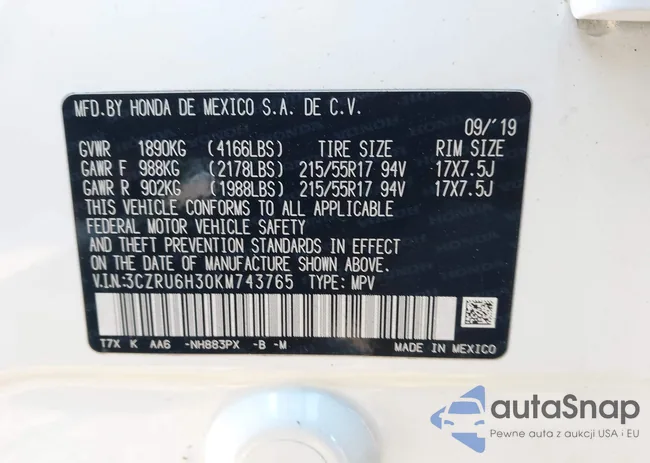 MFD.BY HONDA DE MEXICO S.A. DE C.V.
09/'19
GVWR 1890KG (4166LBS) TIRE SIZE RIM SIZE
GAWR F 988KG (2178LBS) 215/55R17 94V 17X7.5J
GAWR R 902KG (1988LBS) 215/55R17 94V 17X7.5J
THIS VEHICLE CONFORMS TO ALL APPLICABLE
FEDERAL MOTOR VEHICLE SAFETY
AND THEFT PREVENTION STANDARDS IN EFFECT
ON THE DATE OF MANUFACTURE SHOWN ABOVE.
V.I.N:3CZRU6H30KM743765 TYPE: MPV
T7X K AA6 -NH883PX -B -M MADE IN MEXICO
autaSnap
Pewne auta z aukcji USA i EU